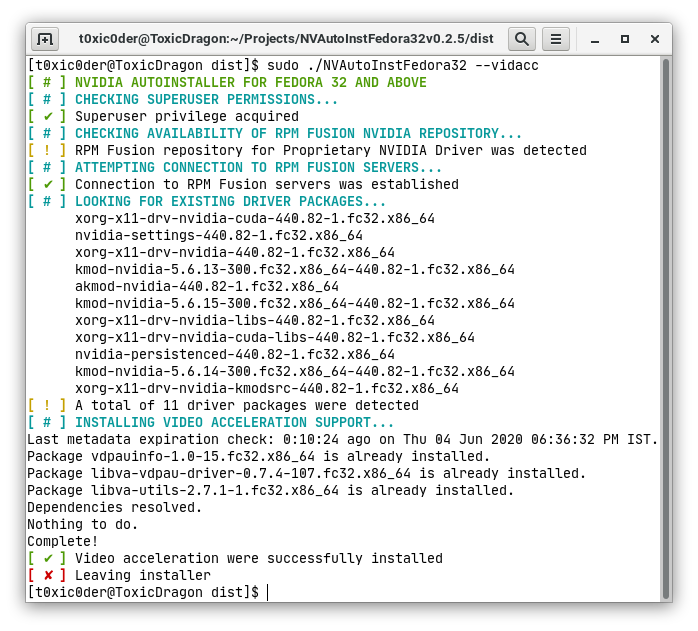 t0xic0der@ToxicDragon:~/Projects/NVAutoInstFedora32v0.2.5/dist
[t0xic0der@ToxicDragon dist]$ sudo ./NVAutoInstFedora32 --vidacc
[ # ] NVIDIA AUTOINSTALLER FOR FEDORA 32 AND ABOVE
[ # ] CHECKING SUPERUSER PERMISSIONS...
[ ✔ ] Superuser privilege acquired
[ # ] CHECKING AVAILABILITY OF RPM FUSION NVIDIA REPOSITORY...
[ ! ] RPM Fusion repository for Proprietary NVIDIA Driver was detected
[ # ] ATTEMPTING CONNECTION TO RPM FUSION SERVERS...
[ ✔ ] Connection to RPM Fusion servers was established
[ # ] LOOKING FOR EXISTING DRIVER PACKAGES...
xorg-x11-drv-nvidia-cuda-440.82-1.fc32.x86_64
nvidia-settings-440.82-1.fc32.x86_64
xorg-x11-drv-nvidia-440.82-1.fc32.x86_64
kmod-nvidia-5.6.13-300.fc32.x86_64-440.82-1.fc32.x86_64
akmod-nvidia-440.82-1.fc32.x86_64
kmod-nvidia-5.6.15-300.fc32.x86_64-440.82-1.fc32.x86_64
xorg-x11-drv-nvidia-libs-440.82-1.fc32.x86_64
xorg-x11-drv-nvidia-cuda-libs-440.82-1.fc32.x86_64
nvidia-persistenced-440.82-1.fc32.x86_64
kmod-nvidia-5.6.14-300.fc32.x86_64-440.82-1.fc32.x86_64
xorg-x11-drv-nvidia-kmodsrc-440.82-1.fc32.x86_64
[ ! ] A total of 11 driver packages were detected
[ # ] INSTALLING VIDEO ACCELERATION SUPPORT...
Last metadata expiration check: 0:10:24 ago on Thu 04 Jun 2020 06:36:32 PM IST.
Package vdpauinfo-1.0-15.fc32.x86_64 is already installed.
Package libva-vdpau-driver-0.7.4-107.fc32.x86_64 is already installed.
Package libva-utils-2.7.1-1.fc32.x86_64 is already installed.
Dependencies resolved.
Nothing to do.
Complete!
[ ✔ ] Video acceleration were successfully installed
[ ✘ ] Leaving installer
[t0xic0der@ToxicDragon dist]$